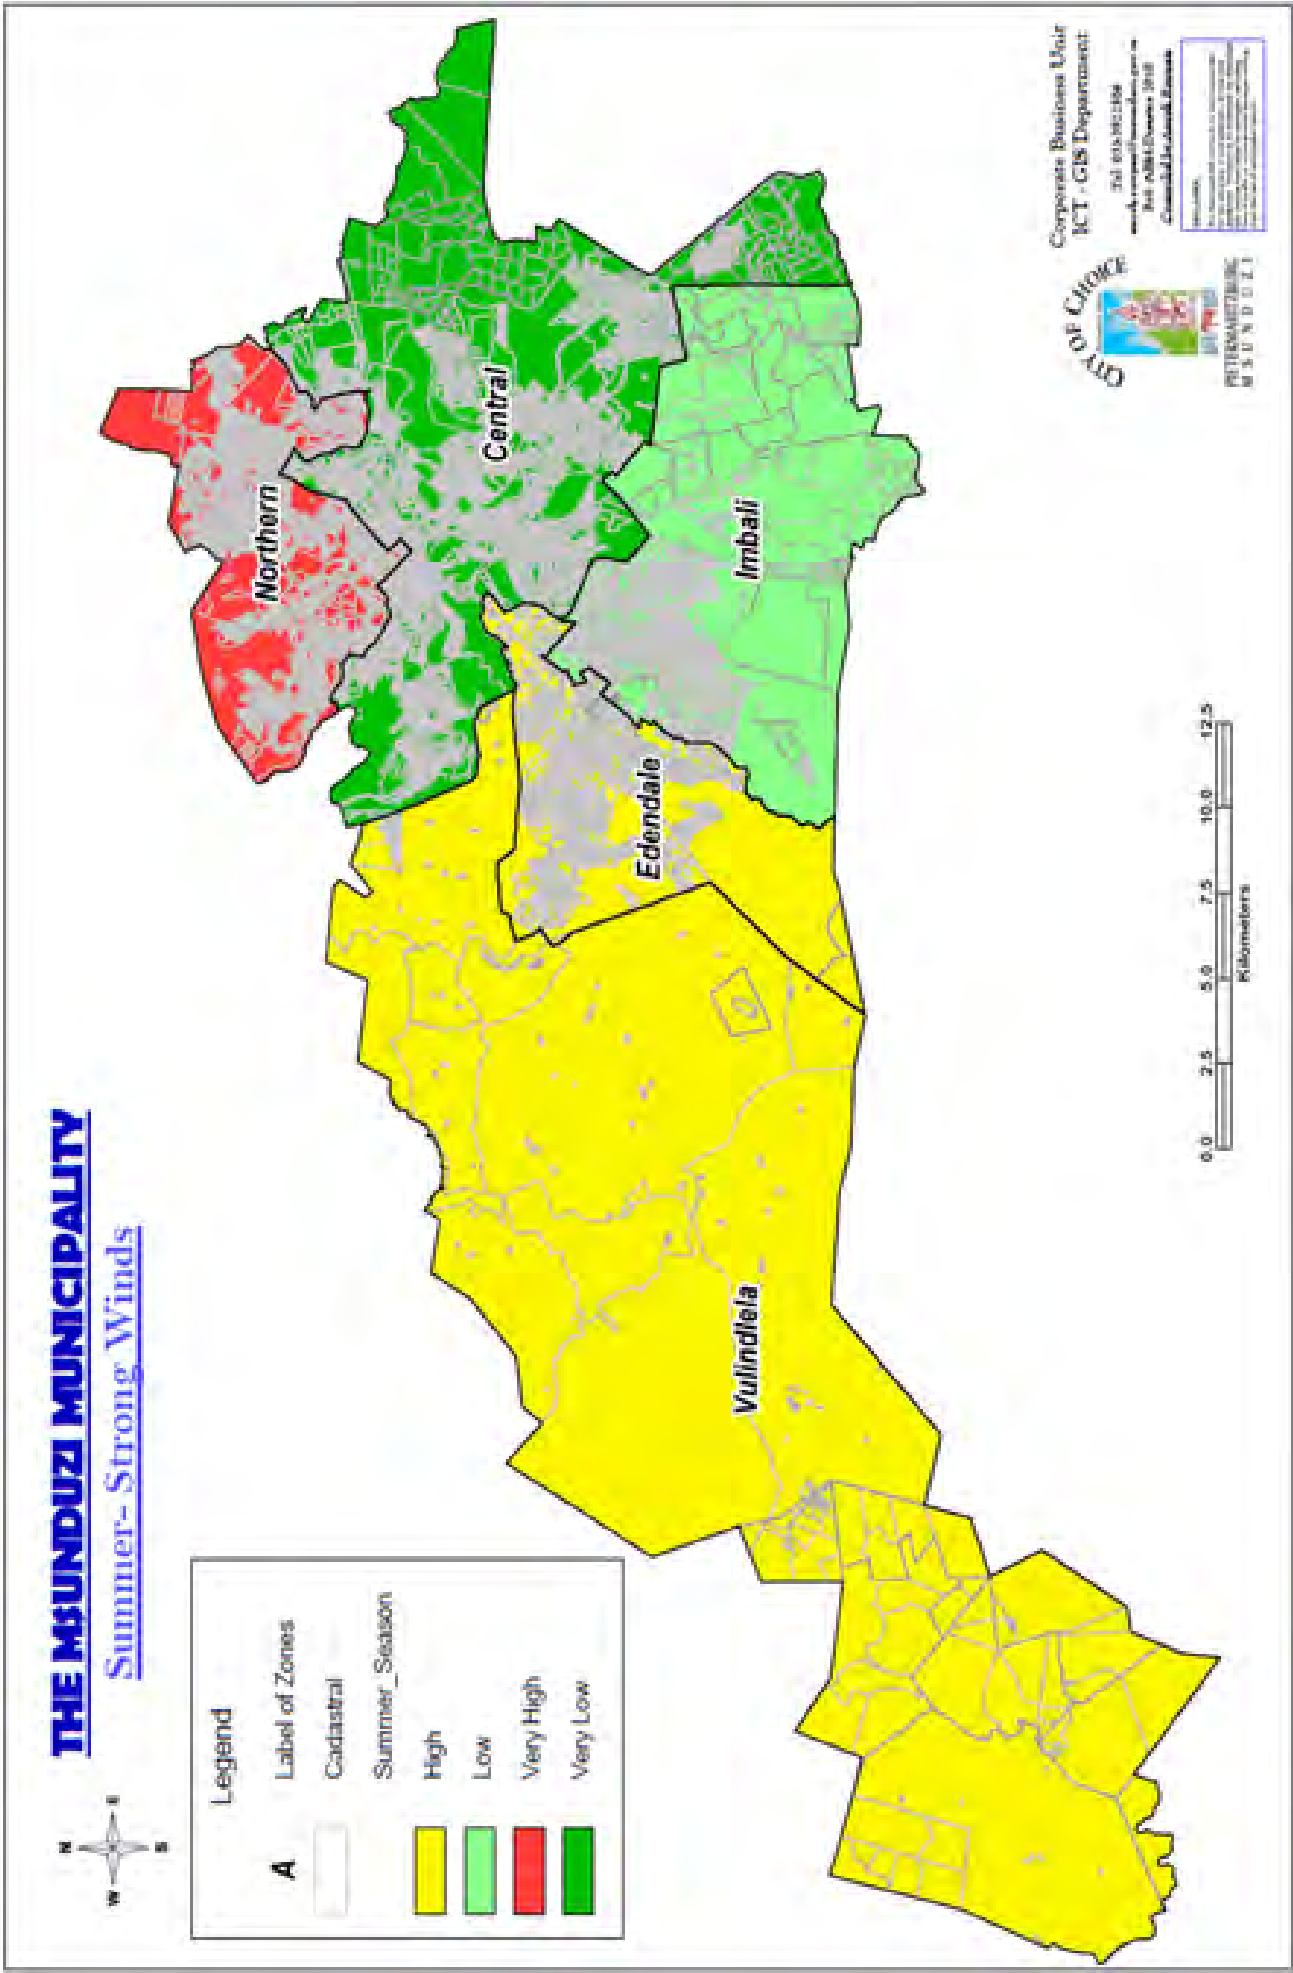 THE MSUNDUZI MUNICIPALITY
Summer- Strong Winds
N
W
E
S
Legend
A
Label of Zones
Cadastral
Summer_Season
High
Low
Very High
Very Low
Northern
Central
Imbali
Edendale
Vulindlela
0.0 2.5 5.0 7.5 10.0 12.5
Kilometers
Corporate Business Unit
ICT - GIS Department
CITY OF CHOICE
PIETERMARITZBURG
MSUNDUZI